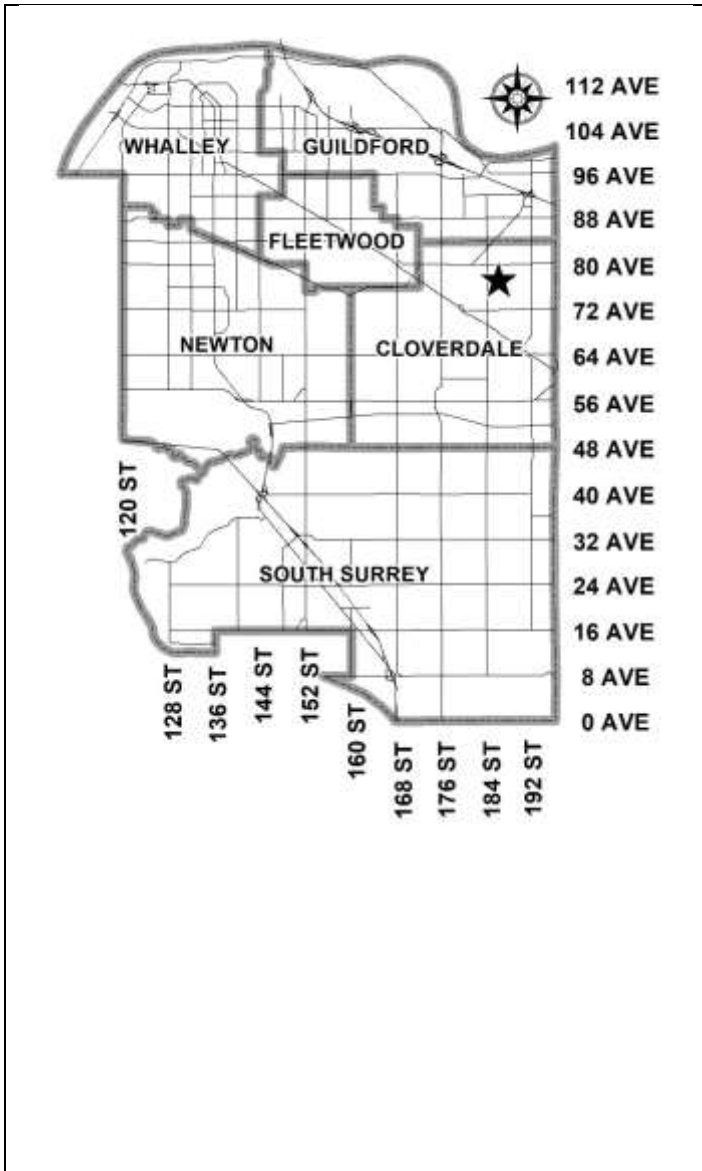 112 AVE
104 AVE
WHALLEY
GUILDFORD
96 AVE
88 AVE
FLEETWOOD
80 AVE
72 AVE
NEWTON
CLOVERDALE
64 AVE
56 AVE
48 AVE
120 ST
40 AVE
32 AVE
SOUTH SURREY
24 AVE
16 AVE
8 AVE
0 AVE
128 ST
136 ST
144 ST
152 ST
160 ST
168 ST
176 ST
184 ST
192 ST